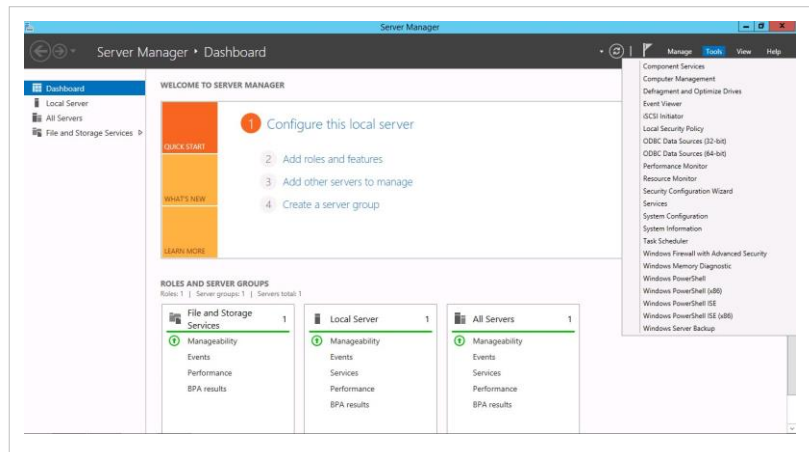 Server Manager
Server Manager • Dashboard
Manage Tools View Help
Dashboard
Local Server
All Servers
File and Storage Services
WELCOME TO SERVER MANAGER
QUICK START
WHAT'S NEW
LEARN MORE
1 Configure this local server
2 Add roles and features
3 Add other servers to manage
4 Create a server group
ROLES AND SERVER GROUPS
Roles: 1 | Server groups: 1 | Servers total: 1
File and Storage Services 1
Manageability
Events
Performance
BPA results
Local Server 1
Manageability
Events
Services
Performance
BPA results
All Servers 1
Manageability
Events
Services
Performance
BPA results
Component Services
Computer Management
Defragment and Optimize Drives
Event Viewer
iSCSI Initiator
Local Security Policy
ODBC Data Sources (32-bit)
ODBC Data Sources (64-bit)
Performance Monitor
Resource Monitor
Security Configuration Wizard
Services
System Configuration
System Information
Task Scheduler
Windows Firewall with Advanced Security
Windows Memory Diagnostic
Windows PowerShell
Windows PowerShell (x86)
Windows PowerShell ISE
Windows PowerShell ISE (x86)
Windows Server Backup